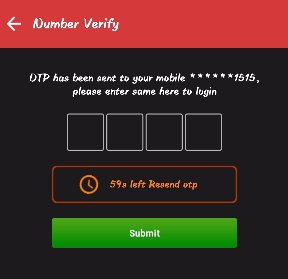 Number Verify
OTP has been sent to your mobile ******1515,
please enter same here to login
59s left Resend otp
Submit